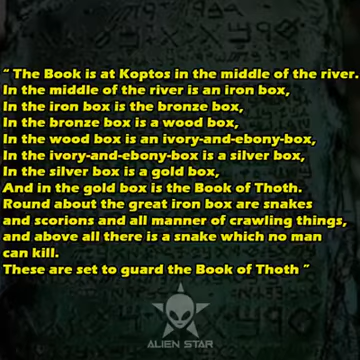 “ The Book is at Koptos in the middle of the river.
In the middle of the river is an iron box,
In the iron box is the bronze box,
In the bronze box is a wood box,
In the wood box is an ivory-and-ebony-box,
In the ivory-and-ebony-box is a silver box,
In the silver box is a gold box,
And in the gold box is the Book of Thoth.
Round about the great iron box are snakes
and scorions and all manner of crawling things,
and above all there is a snake which no man
can kill.
These are set to guard the Book of Thoth ”
ALIEN STAR